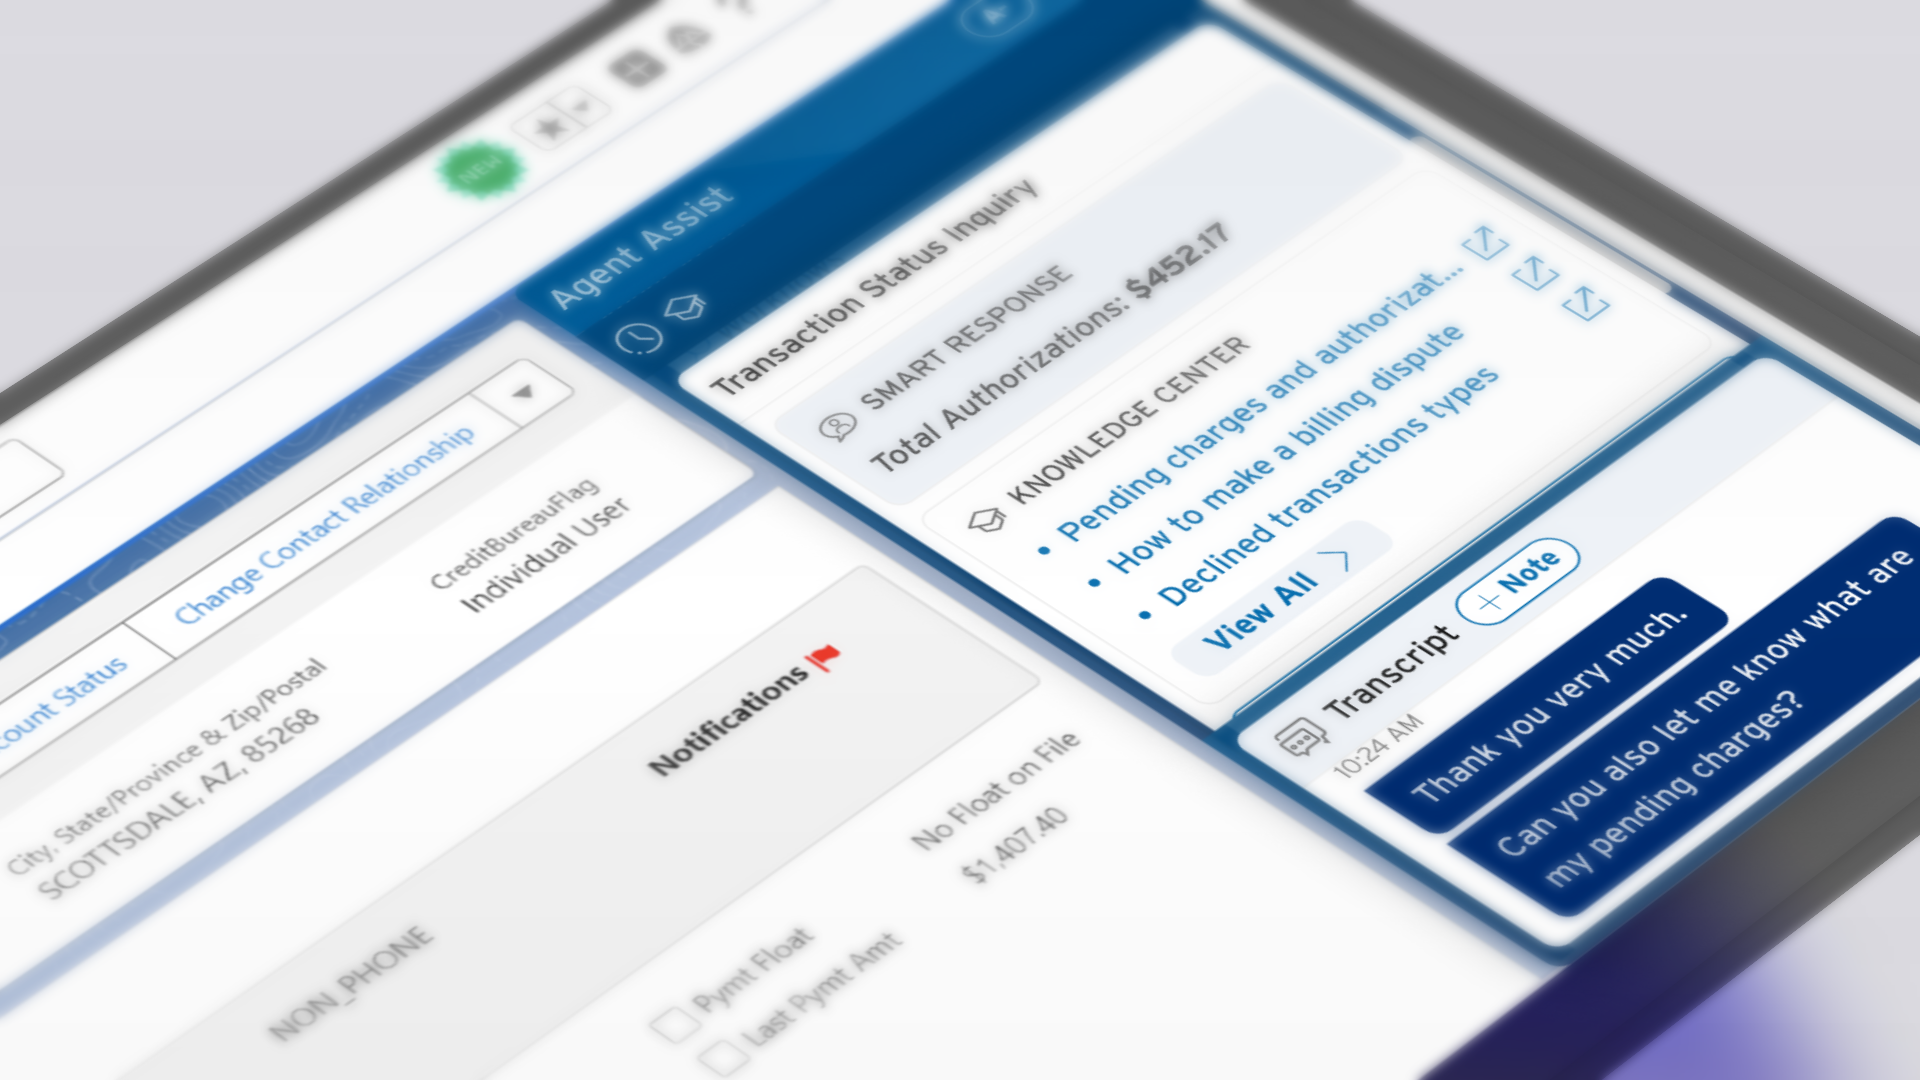 NEW
Agent Assist
A-
Transaction Status Inquiry
SMART RESPONSE
Total Authorizations: $452.17
KNOWLEDGE CENTER
• Pending charges and authorizat...
• How to make a billing dispute
• Declined transactions types
View All
Transcript
+ Note
10:24 AM
Thank you very much.
Can you also let me know what are
my pending charges?
count Status
Change Contact Relationship
City, State/Province & Zip/Postal
SCOTTSDALE, AZ, 85268
CreditBureauFlag
Individual User
Notifications
NON_PHONE
Pymt Float
No Float on File
Last Pymt Amt
$1,407.40